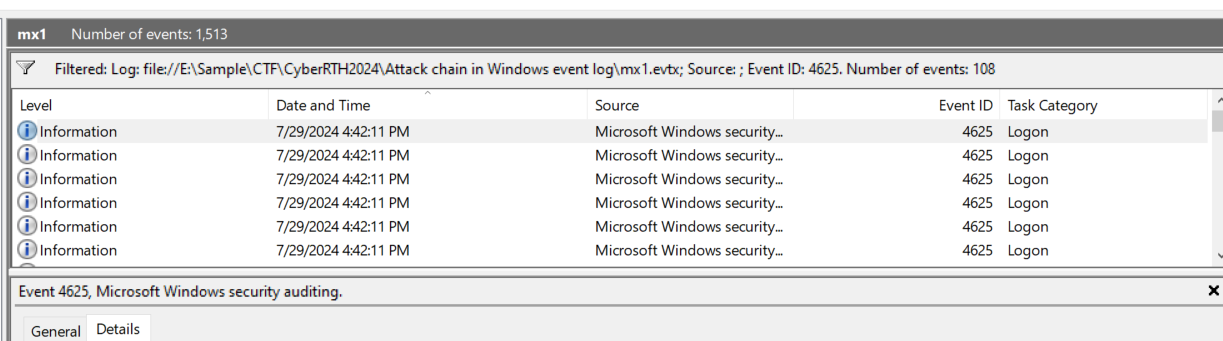 mx1 Number of events: 1,513
Filtered: Log: file://E:\Sample\CTF\CyberRTH2024\Attack chain in Windows event log\mx1.evtx; Source: ; Event ID: 4625. Number of events: 108
Level Date and Time Source Event ID Task Category
Information 7/29/2024 4:42:11 PM Microsoft Windows security... 4625 Logon
Information 7/29/2024 4:42:11 PM Microsoft Windows security... 4625 Logon
Information 7/29/2024 4:42:11 PM Microsoft Windows security... 4625 Logon
Information 7/29/2024 4:42:11 PM Microsoft Windows security... 4625 Logon
Information 7/29/2024 4:42:11 PM Microsoft Windows security... 4625 Logon
Information 7/29/2024 4:42:11 PM Microsoft Windows security... 4625 Logon
Event 4625, Microsoft Windows security auditing.
General Details